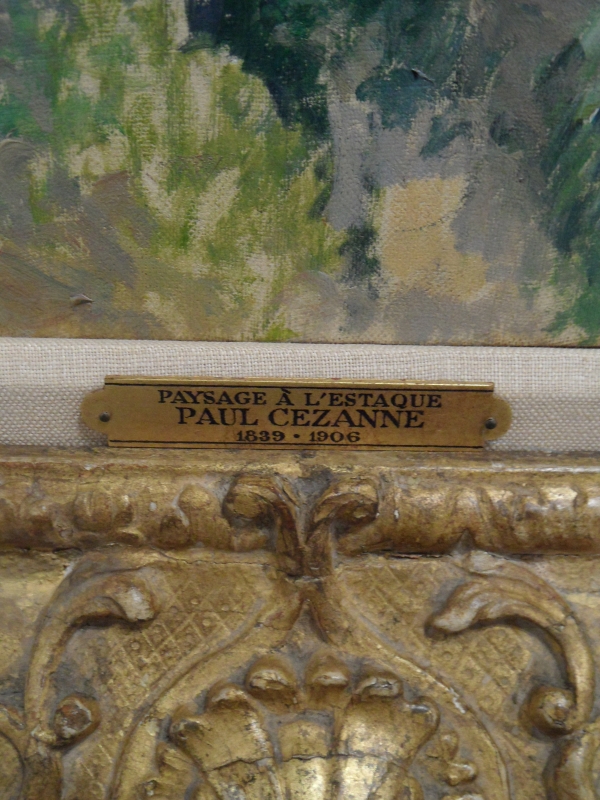 PAYSAGE À L'ESTAQUE
PAUL CEZANNE
1839 • 1906